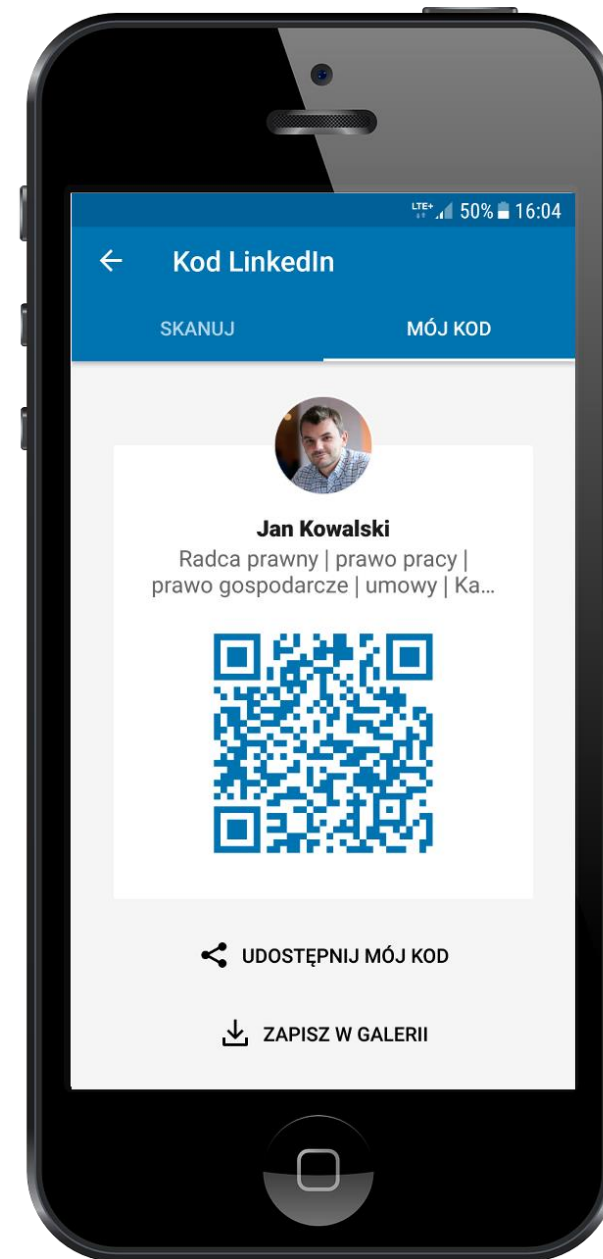 LTE+ 50% 16:04
Kod LinkedIn
SKANUJ MÓJ KOD
Jan Kowalski
Radca prawny | prawo pracy |
prawo gospodarcze | umowy | Ka...
UDOSTĘPNIJ MÓJ KOD
ZAPISZ W GALERII